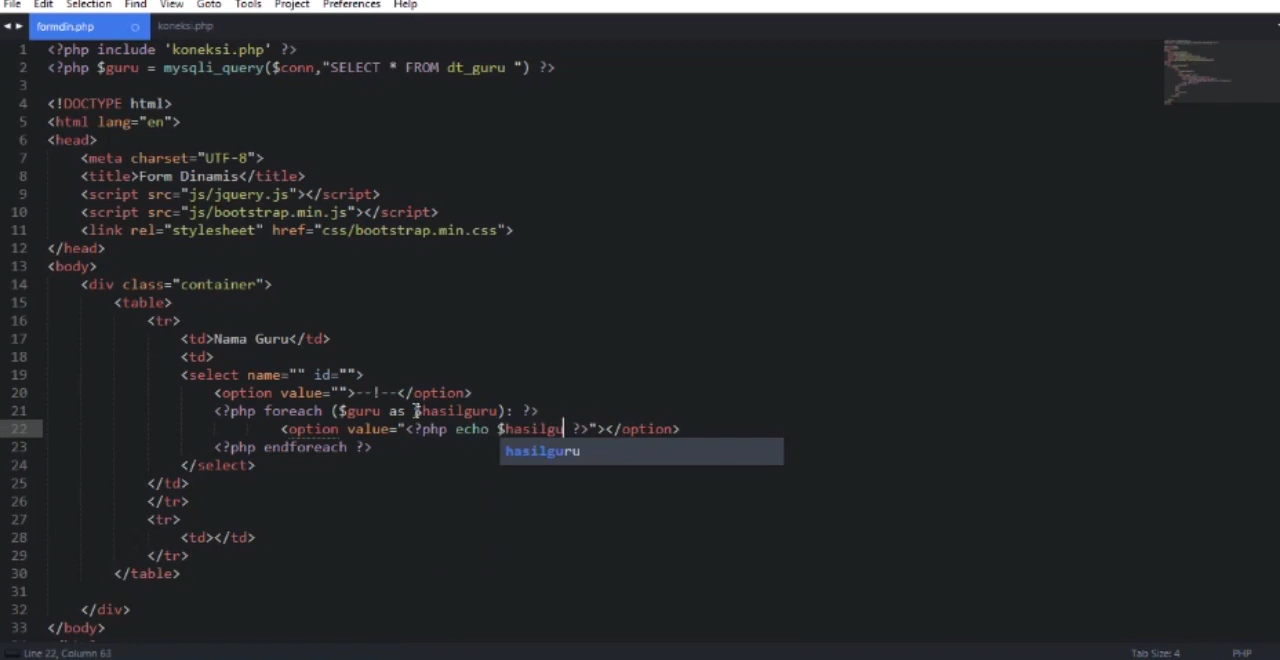 File Edit Selection Find View Goto Tools Project Preferences Help
formdin.php koneksi.php
1 <?php include 'koneksi.php' ?>
2 <?php $guru = mysqli_query($conn,"SELECT * FROM dt_guru ") ?>
3
4 <!DOCTYPE html>
5 <html lang="en">
6 <head>
7 <meta charset="UTF-8">
8 <title>Form Dinamis</title>
9 <script src="js/jquery.js"></script>
10 <script src="js/bootstrap.min.js"></script>
11 <link rel="stylesheet" href="css/bootstrap.min.css">
12 </head>
13 <body>
14 <div class="container">
15 <table>
16 <tr>
17 <td>Nama Guru</td>
18 <td>
19 <select name="" id="">
20 <option value="">--!--</option>
21 <?php foreach ($guru as $hasilguru): ?>
22 <option value="<?php echo $hasilgu ?>"></option>
23 <?php endforeach ?>
hasilguru
24 </select>
25 </td>
26 </tr>
27 <tr>
28 <td></td>
29 </tr>
30 </table>
31
32 </div>
33 </body>
Line 22, Column 63 Tab Size: 4 PHP